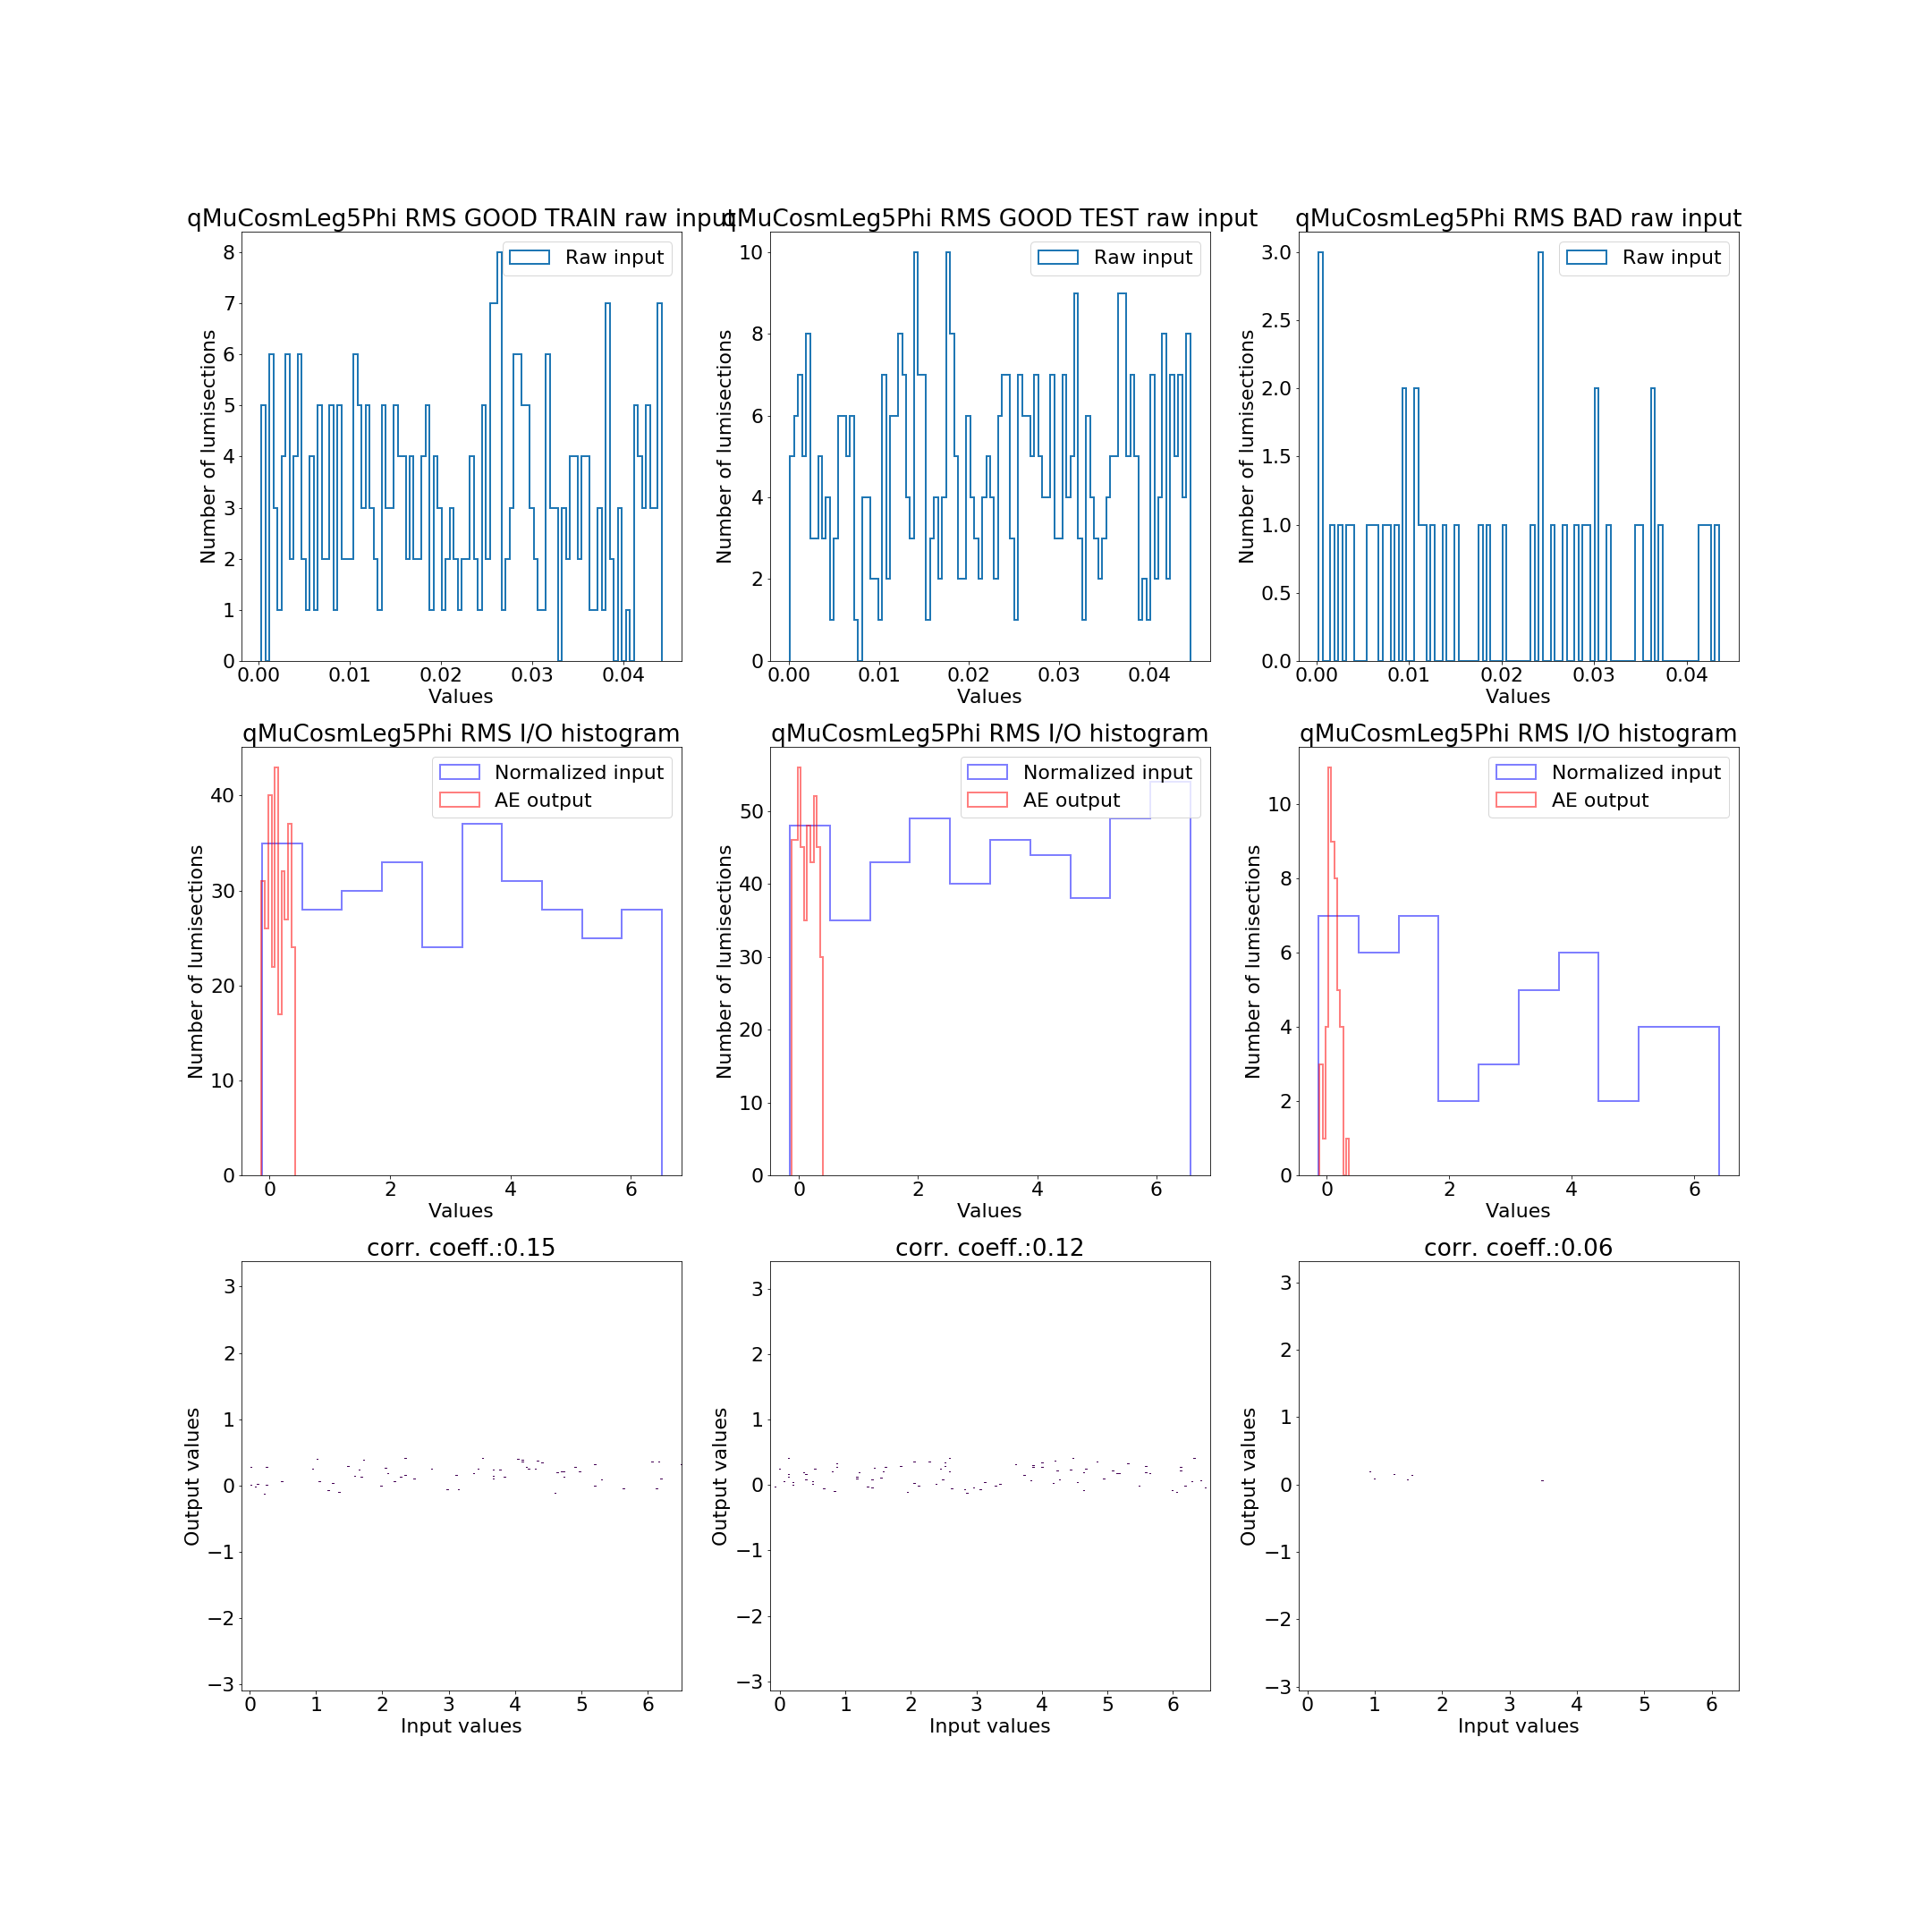 qMuCosmLeg5Phi RMS GOOD TRAIN raw input
qMuCosmLeg5Phi RMS GOOD TEST raw input
qMuCosmLeg5Phi RMS BAD raw input
Raw input
Raw input
Raw input
Number of lumisections
8
7
6
5
4
3
2
1
0
0.00 0.01 0.02 0.03 0.04
Values
Number of lumisections
10
8
6
4
2
0
0.00 0.01 0.02 0.03 0.04
Values
Number of lumisections
3.0
2.5
2.0
1.5
1.0
0.5
0.0
0.00 0.01 0.02 0.03 0.04
Values
qMuCosmLeg5Phi RMS I/O histogram
Normalized input
AE output
Number of lumisections
40
30
20
10
0
0 2 4 6
Values
qMuCosmLeg5Phi RMS I/O histogram
Normalized input
AE output
Number of lumisections
50
40
30
20
10
0
0 2 4 6
Values
qMuCosmLeg5Phi RMS I/O histogram
Normalized input
AE output
Number of lumisections
10
8
6
4
2
0
0 2 4 6
Values
corr. coeff.:0.15
Output values
3
2
1
0
−1
−2
−3
0 1 2 3 4 5 6
Input values
corr. coeff.:0.12
Output values
3
2
1
0
−1
−2
−3
0 1 2 3 4 5 6
Input values
corr. coeff.:0.06
Output values
3
2
1
0
−1
−2
−3
0 1 2 3 4 5 6
Input values